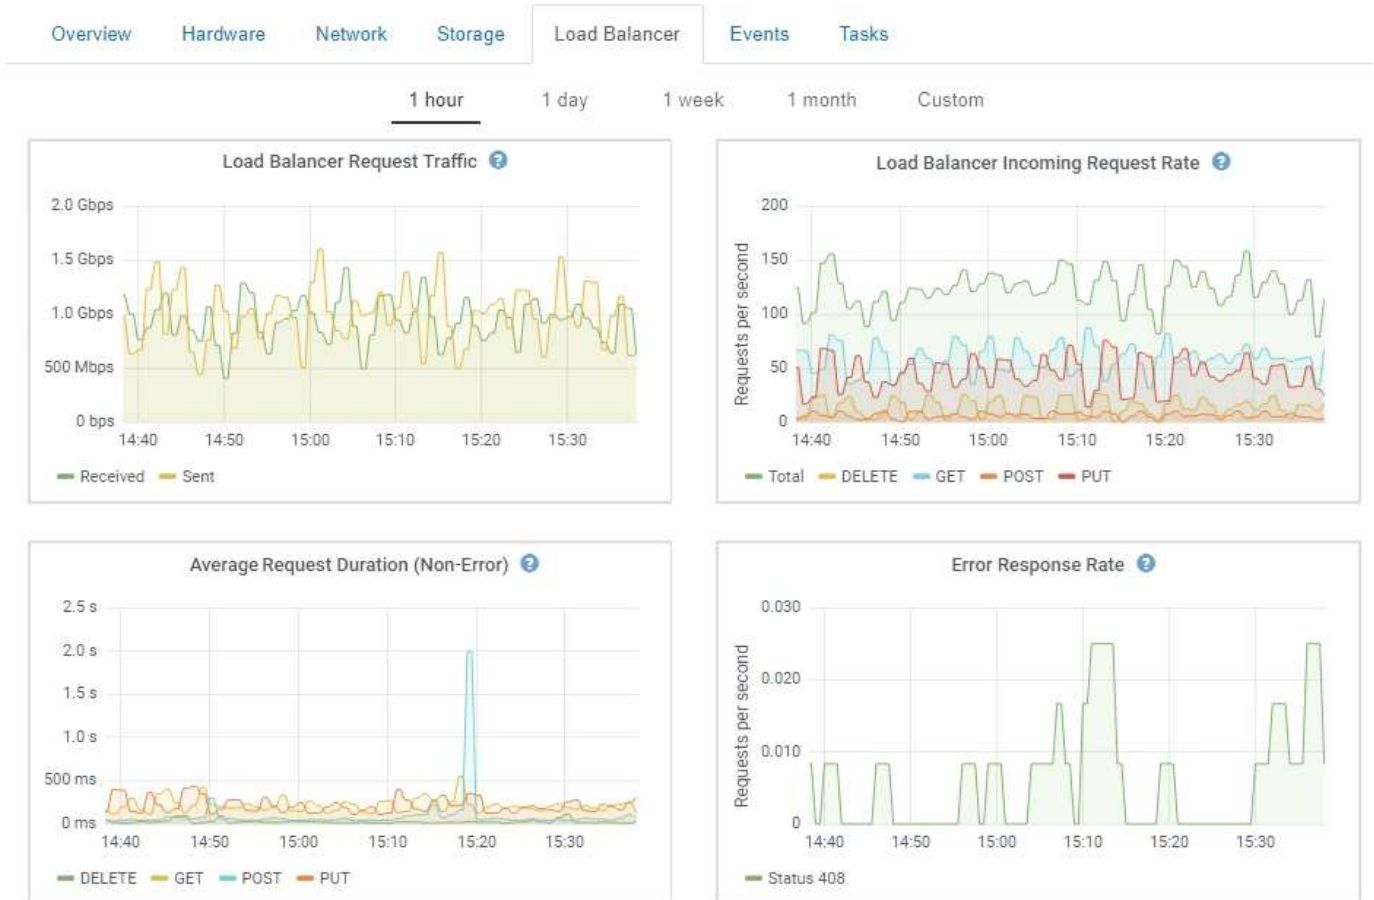 Overview Hardware Network Storage Load Balancer Events Tasks
1 hour 1 day 1 week 1 month Custom
Load Balancer Request Traffic ?
2.0 Gbps
1.5 Gbps
1.0 Gbps
500 Mbps
0 bps
14:40 14:50 15:00 15:10 15:20 15:30
Received Sent
Load Balancer Incoming Request Rate ?
Requests per second
200
150
100
50
0
14:40 14:50 15:00 15:10 15:20 15:30
Total DELETE GET POST PUT
Average Request Duration (Non-Error) ?
2.5 s
2.0 s
1.5 s
1.0 s
500 ms
0 ms
14:40 14:50 15:00 15:10 15:20 15:30
DELETE GET POST PUT
Error Response Rate ?
Requests per second
0.030
0.020
0.010
0
14:40 14:50 15:00 15:10 15:20 15:30
Status 408